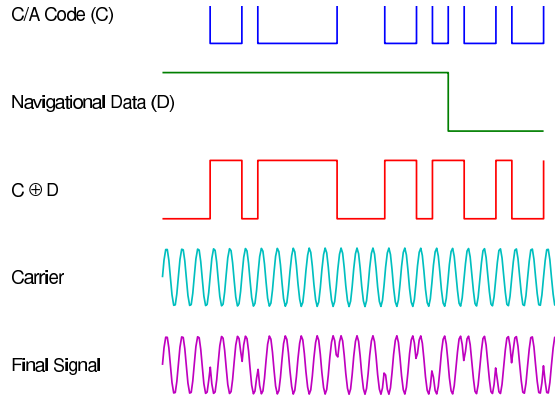 C/A Code (C)
Navigational Data (D)
C ⊕ D
Carrier
Final Signal